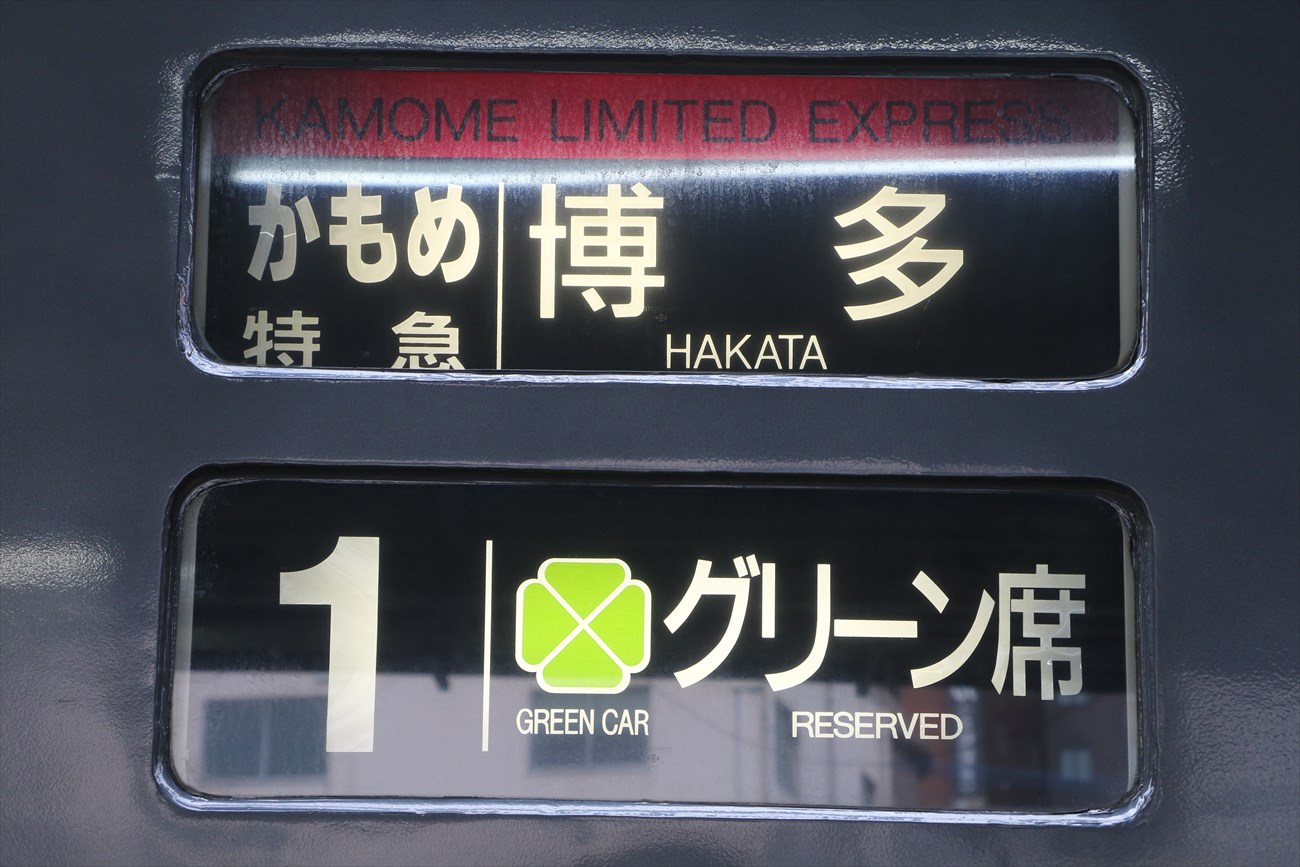 KAMOME LIMITED EXPRESS
かもめ 博多
特急 HAKATA
1 グリーン席
GREEN CAR RESERVED